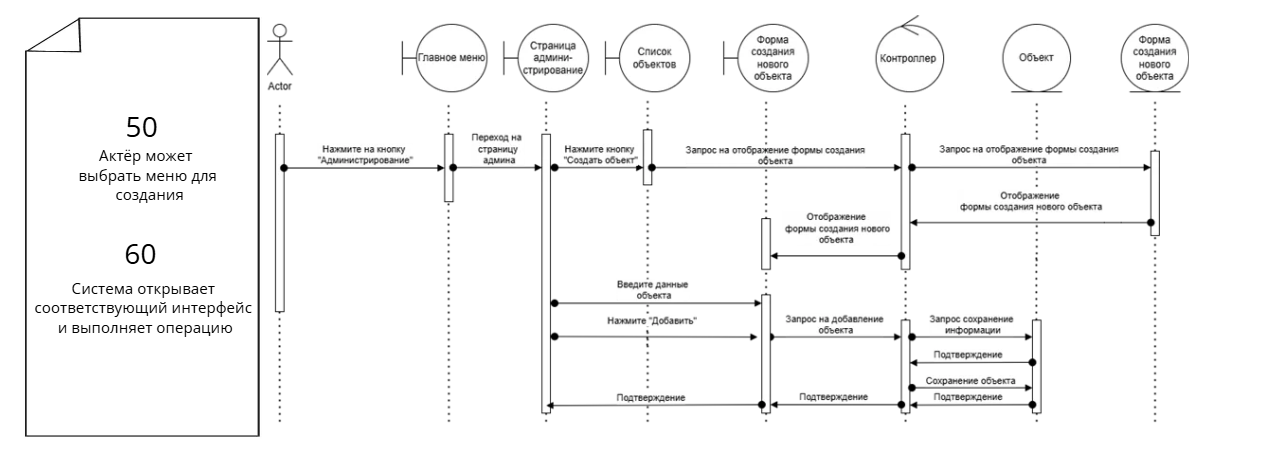 50
Актёр может
выбрать меню для
создания
60
Система открывает
соответствующий интерфейс
и выполняет операцию
Actor
Главное меню
Страница
админи-
стрирование
Список
объектов
Форма
создания
нового
объекта
Контроллер
Объект
Форма
создания
нового
объекта
Нажмите на кнопку
"Администрирование"
Переход на
страницу
админа
Нажмите кнопку
"Создать объект"
Запрос на отображение формы создания
объекта
Запрос на отображение формы создания
объекта
Отображение
формы создания нового объекта
Отображение
формы создания нового
объекта
Введите данные
объекта
Нажмите "Добавить"
Запрос на добавление
объекта
Запрос сохранение
информации
Подтверждение
Сохранение объекта
Подтверждение
Подтверждение
Подтверждение